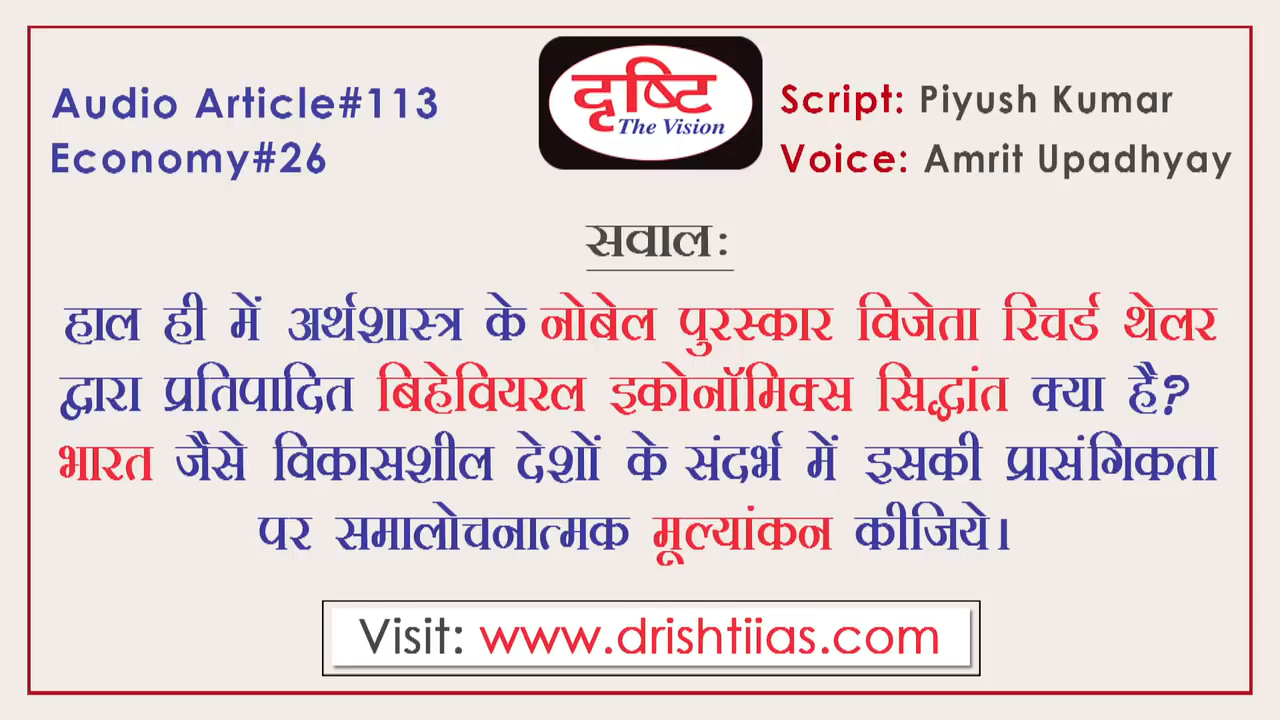 Audio Article#113
Economy#26
दृष्टि
The Vision
Script: Piyush Kumar
Voice: Amrit Upadhyay
सवाल:
हाल ही में अर्थशास्त्र के नोबेल पुरस्कार विजेता रिचर्ड थेलर
द्वारा प्रतिपादित बिहेवियरल इकोनॉमिक्स सिद्धांत क्या है?
भारत जैसे विकासशील देशों के संदर्भ में इसकी प्रासंगिकता
पर समालोचनात्मक मूल्यांकन कीजिये।
Visit: www.drishtiias.com